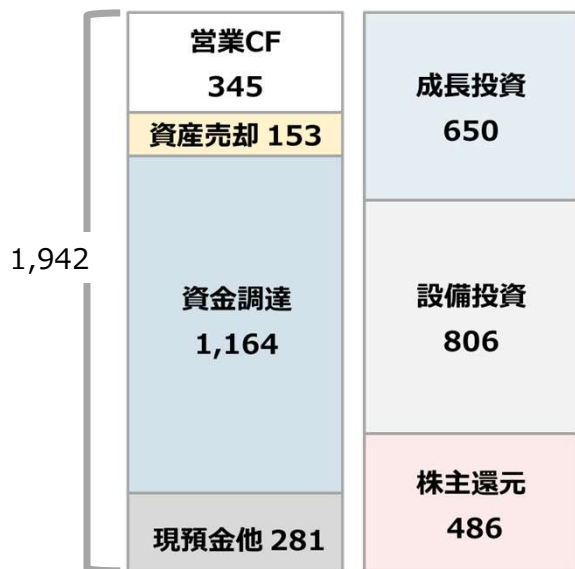 1,942
営業CF
345
資産売却 153
資金調達
1,164
現預金他 281
成長投資
650
設備投資
806
株主還元
486